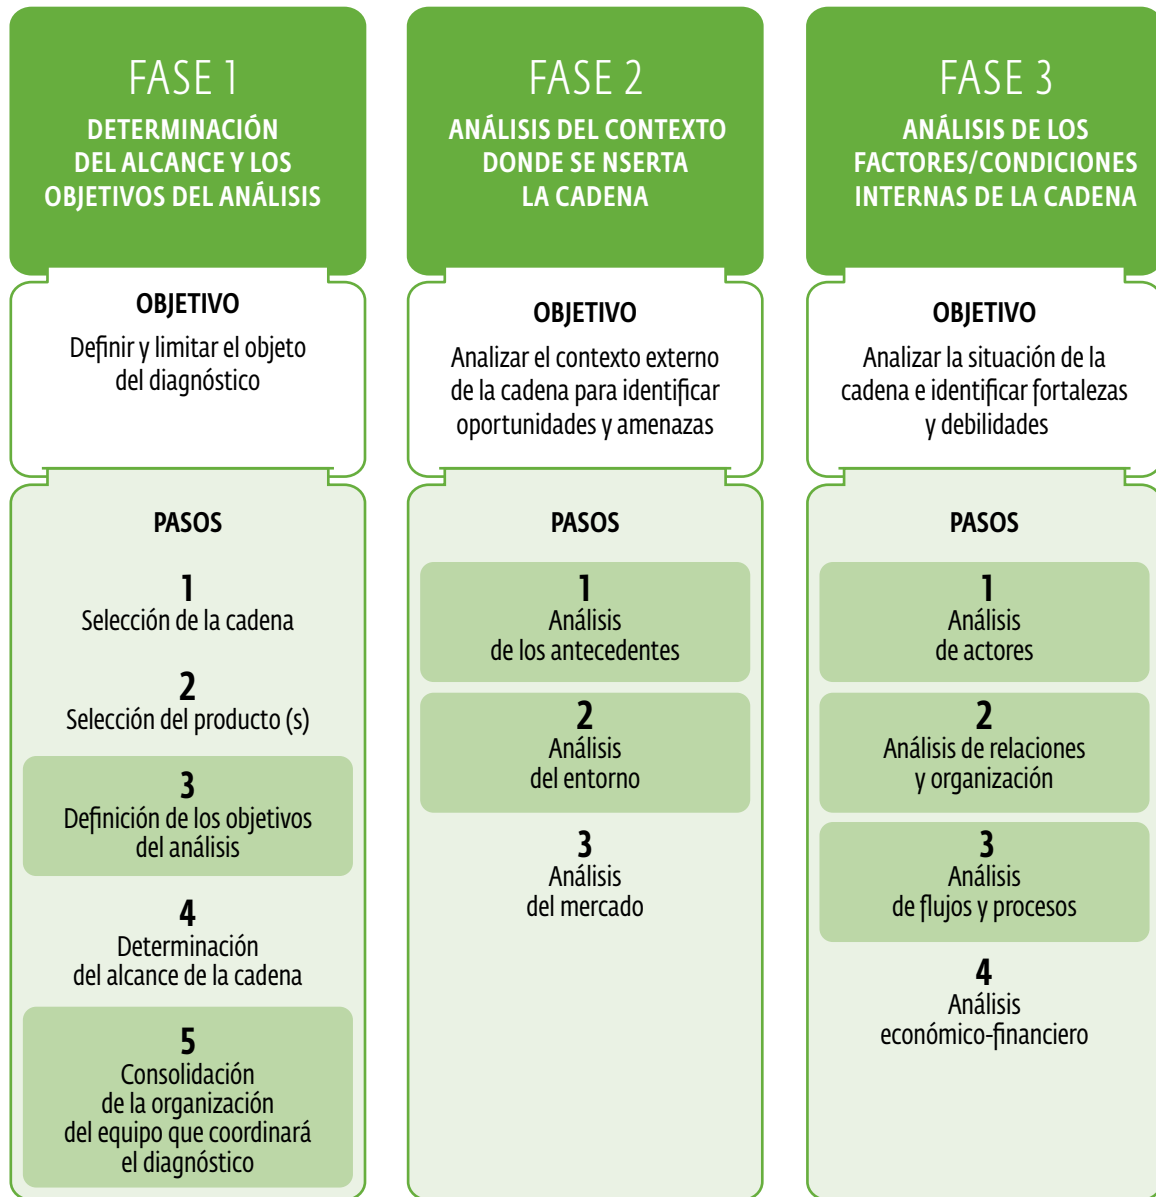 FASE 1
DETERMINACIÓN
DEL ALCANCE Y LOS
OBJETIVOS DEL ANÁLISIS
OBJETIVO
Definir y limitar el objeto
del diagnóstico
PASOS
1
Selección de la cadena
2
Selección del producto (s)
3
Definición de los objetivos
del análisis
4
Determinación
del alcance de la cadena
5
Consolidación
de la organización
del equipo que coordinará
el diagnóstico
FASE 2
ANÁLISIS DEL CONTEXTO
DONDE SE NSERTA
LA CADENA
OBJETIVO
Analizar el contexto externo
de la cadena para identificar
oportunidades y amenazas
PASOS
1
Análisis
de los antecedentes
2
Análisis
del entorno
3
Análisis
del mercado
FASE 3
ANÁLISIS DE LOS
FACTORES/CONDICIONES
INTERNAS DE LA CADENA
OBJETIVO
Analizar la situación de la
cadena e identificar fortalezas
y debilidades
PASOS
1
Análisis
de actores
2
Análisis de relaciones
y organización
3
Análisis
de flujos y procesos
4
Análisis
económico-financiero